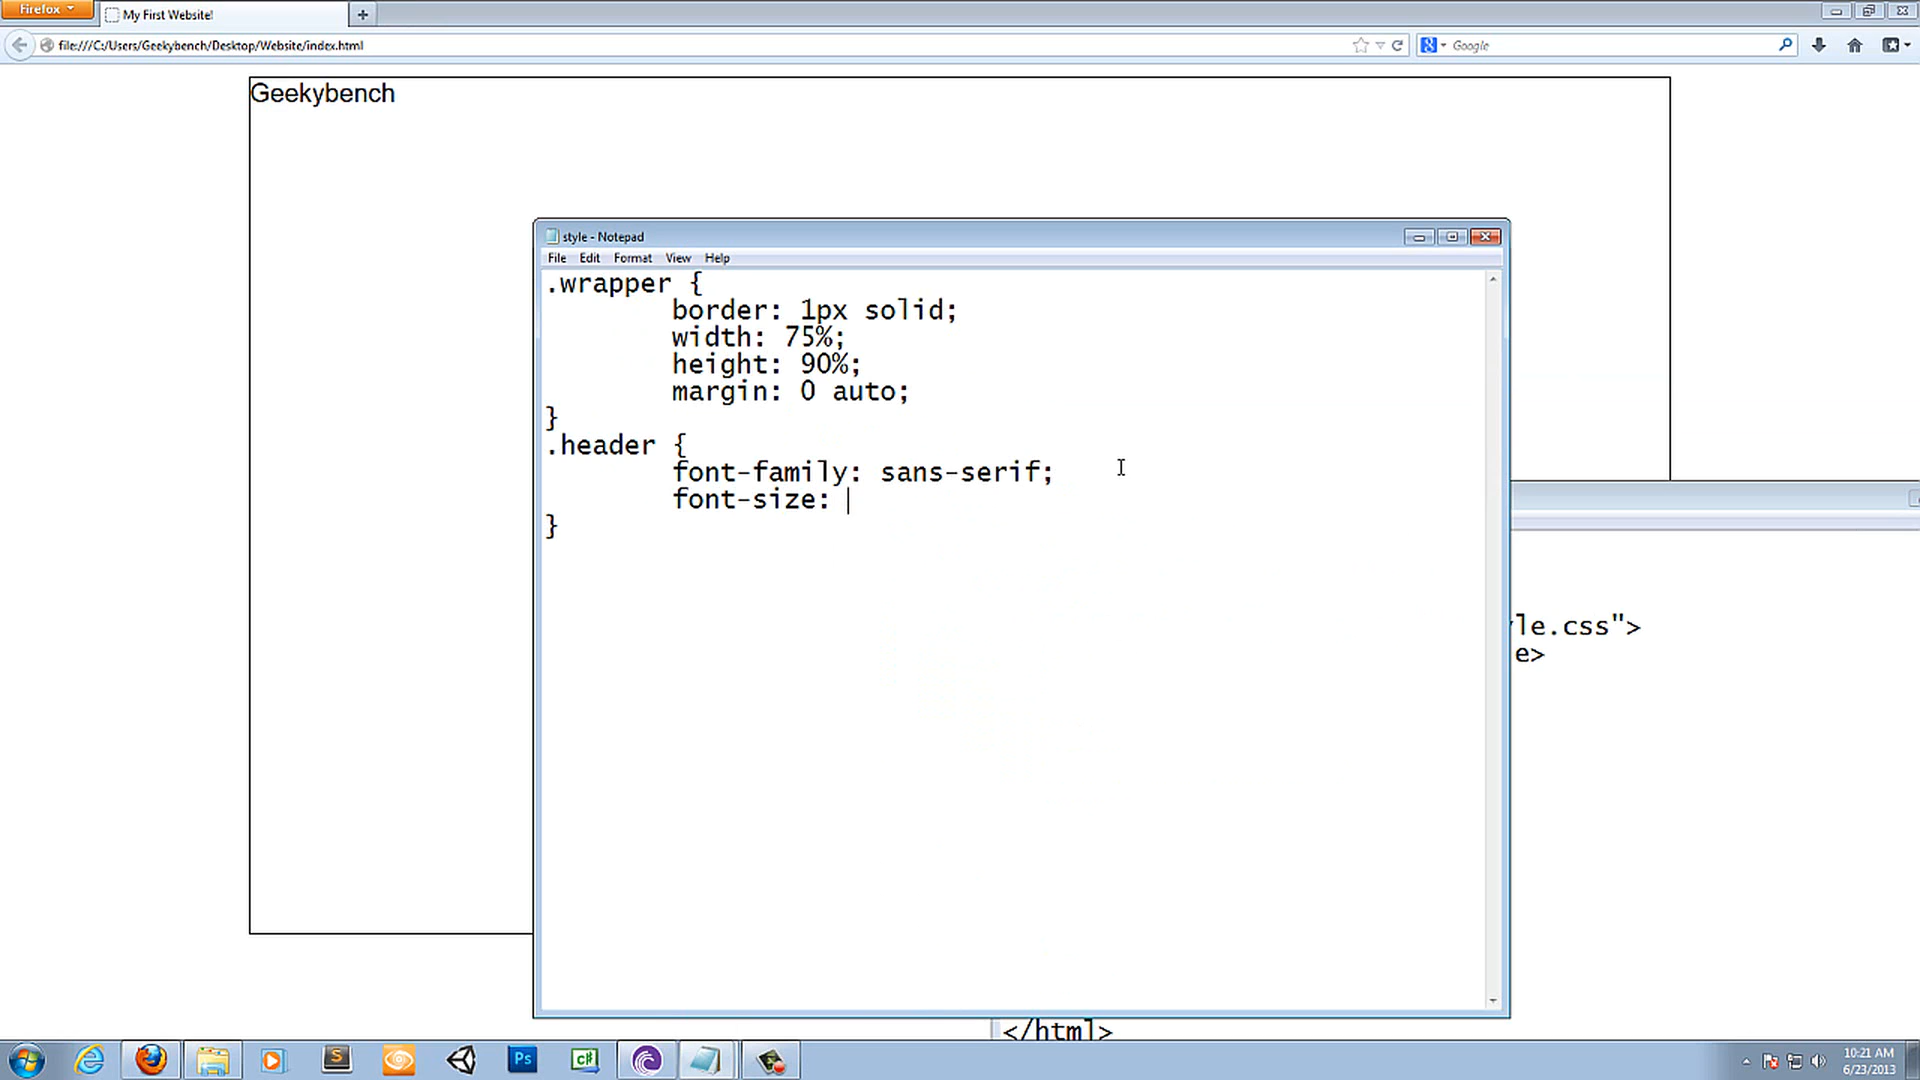 Firefox
My First Website!
file:///C:/Users/Geekybench/Desktop/Website/index.html
Google
Geekybench
style - Notepad
File Edit Format View Help
.wrapper {
border: 1px solid;
width: 75%;
height: 90%;
margin: 0 auto;
}
.header {
font-family: sans-serif;
font-size:
}
le.css">
e>
</html>
S
Ps
c#
10:21 AM
6/23/2013